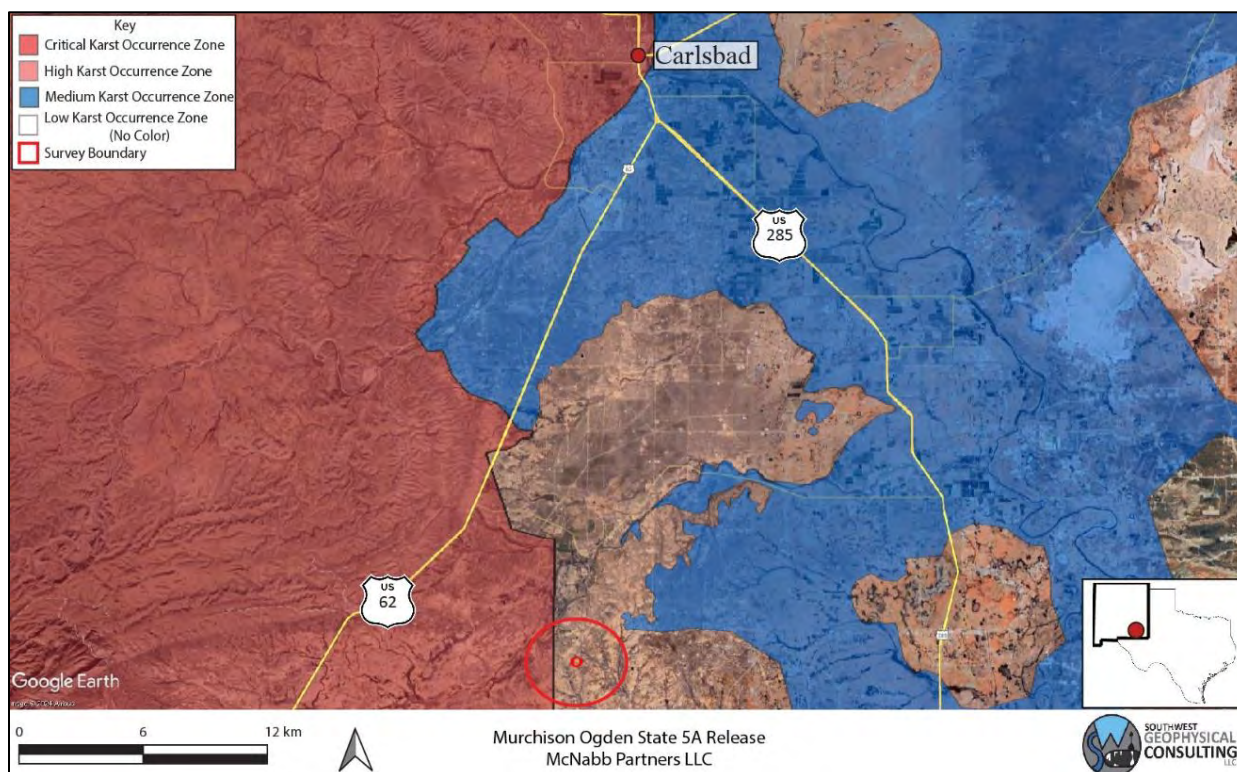 Key
Critical Karst Occurrence Zone
High Karst Occurrence Zone
Medium Karst Occurrence Zone
Low Karst Occurrence Zone
(No Color)
Survey Boundary
Carlsbad
US
285
US
62
Google Earth
0 6 12 km
Murchison Ogden State 5A Release
McNabb Partners LLC
SOUTHWEST
GEOPHYSICAL
CONSULTING
LLC